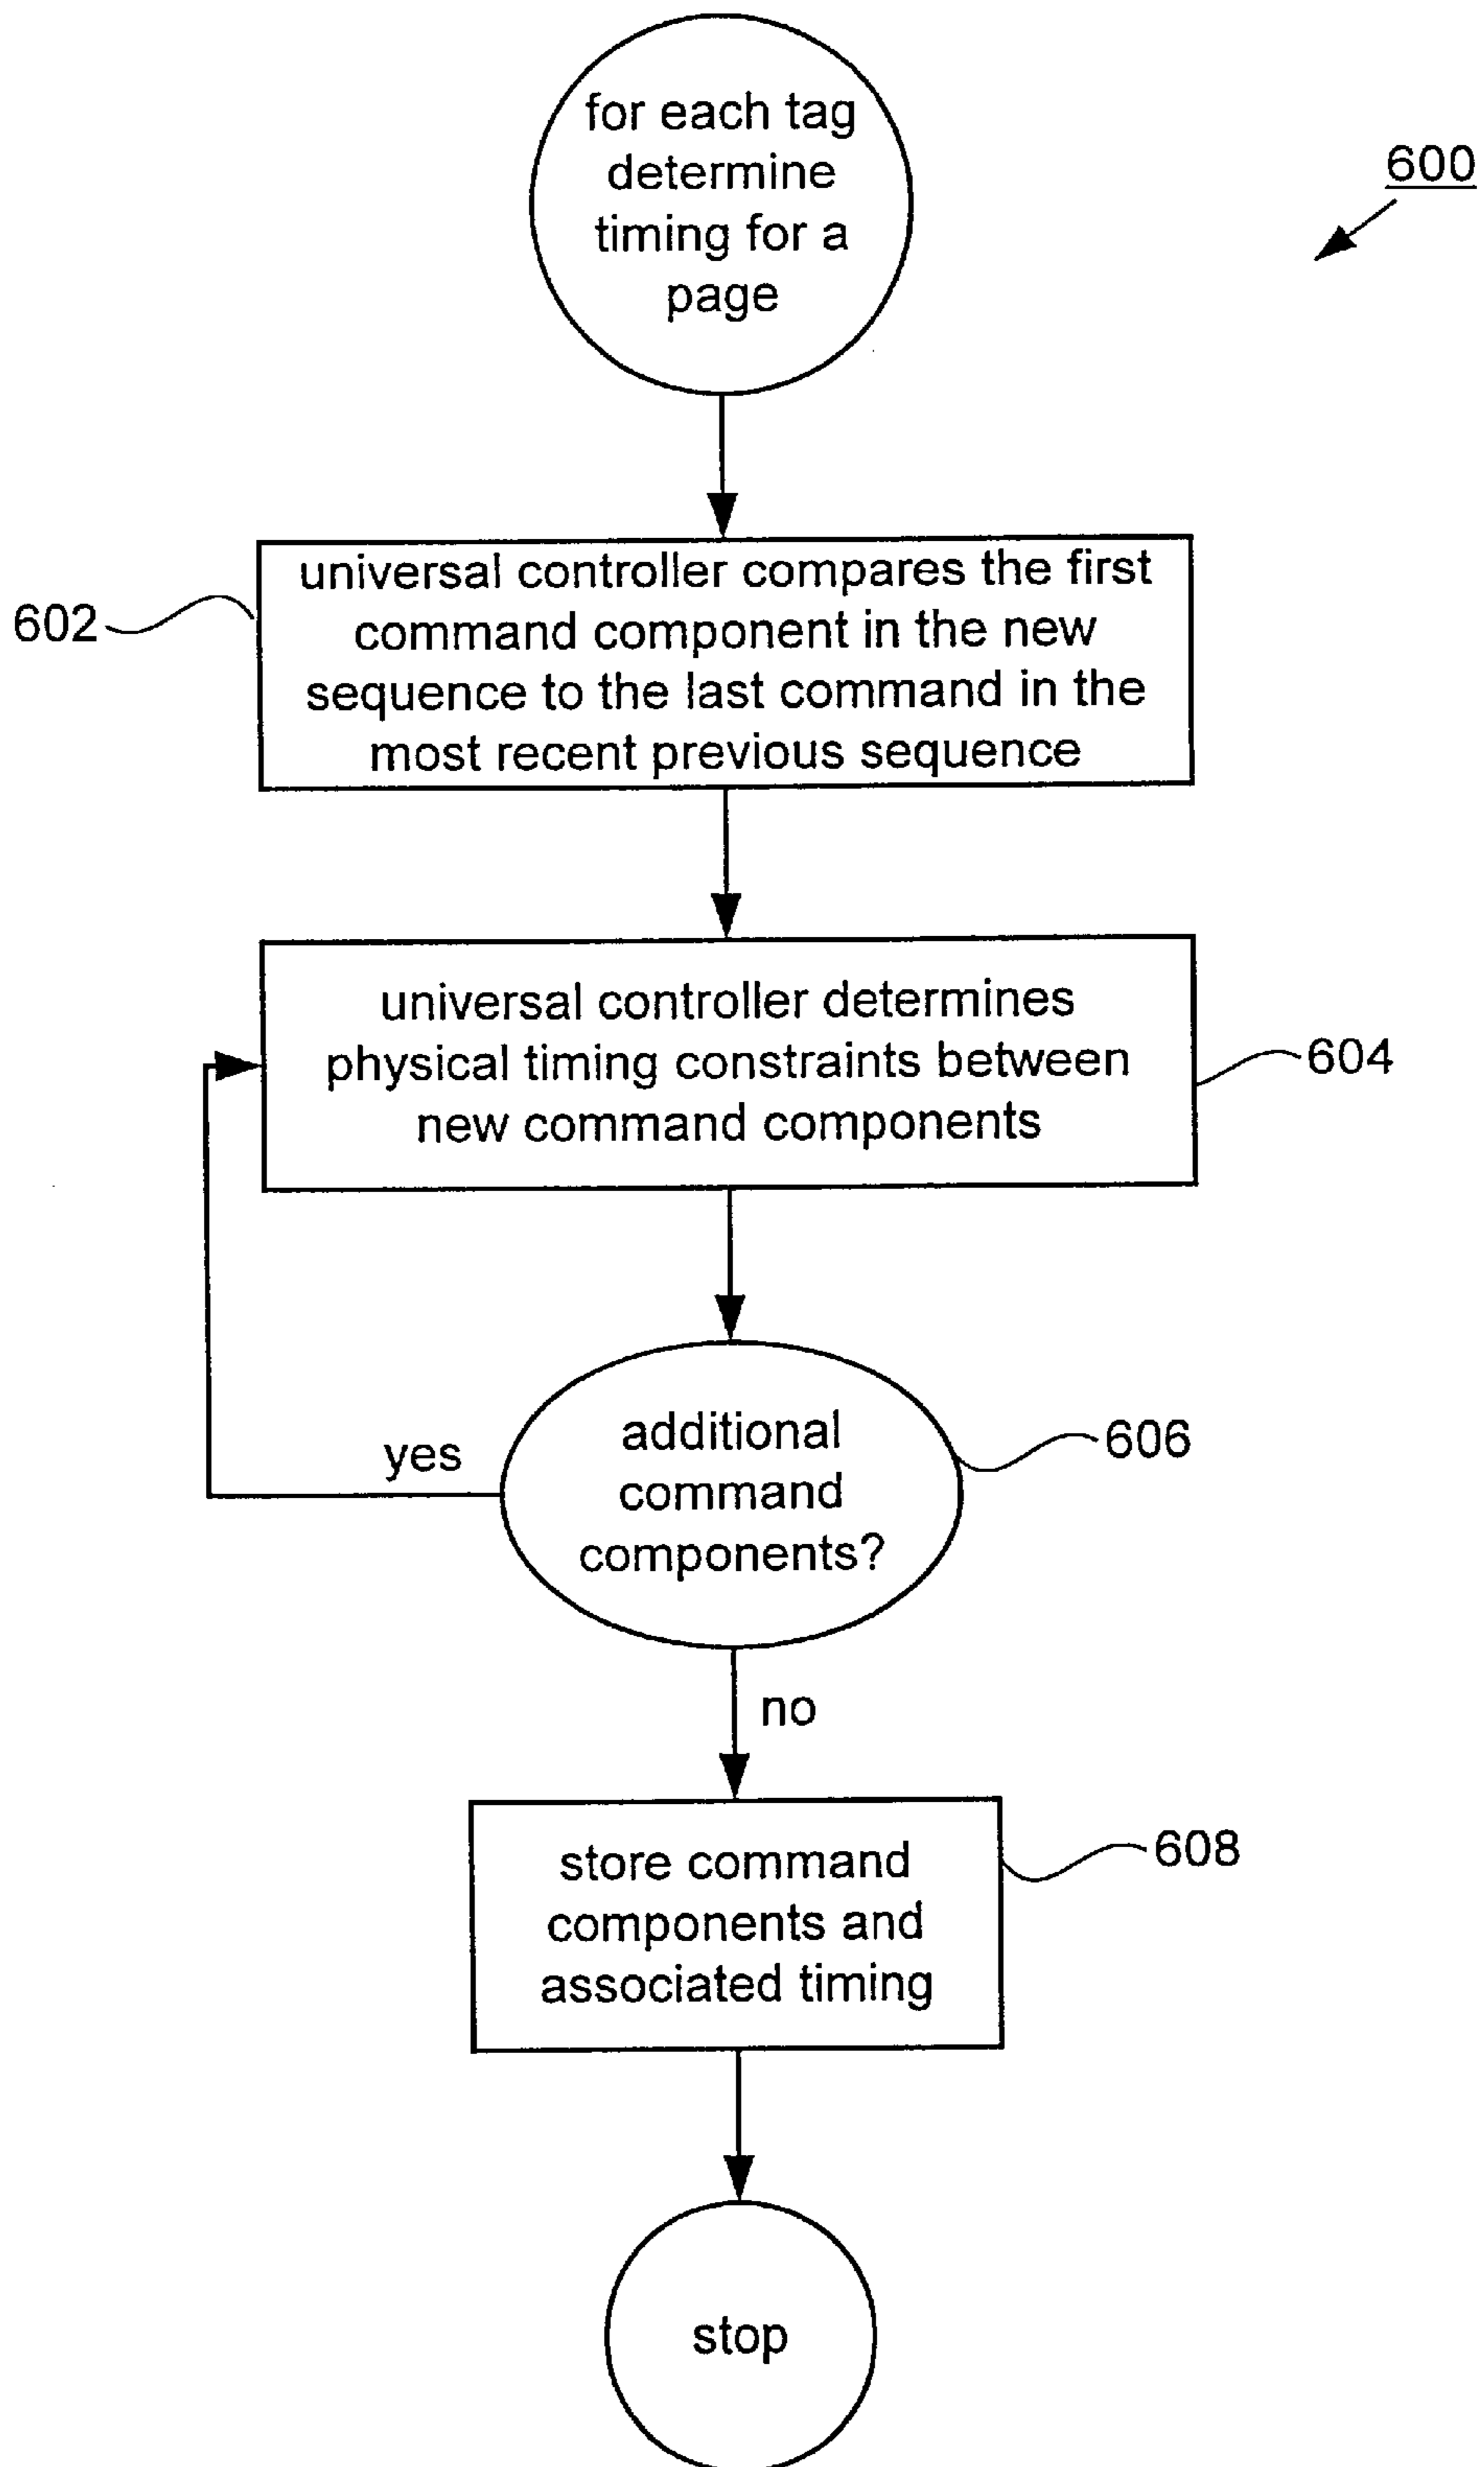 for each tag
determine
timing for a
page
600
universal controller compares the first
command component in the new
sequence to the last command in the
most recent previous sequence
602
universal controller determines
physical timing constraints between
new command components
604
additional
command
components?
606
yes
no
store command
components and
associated timing
608
stop